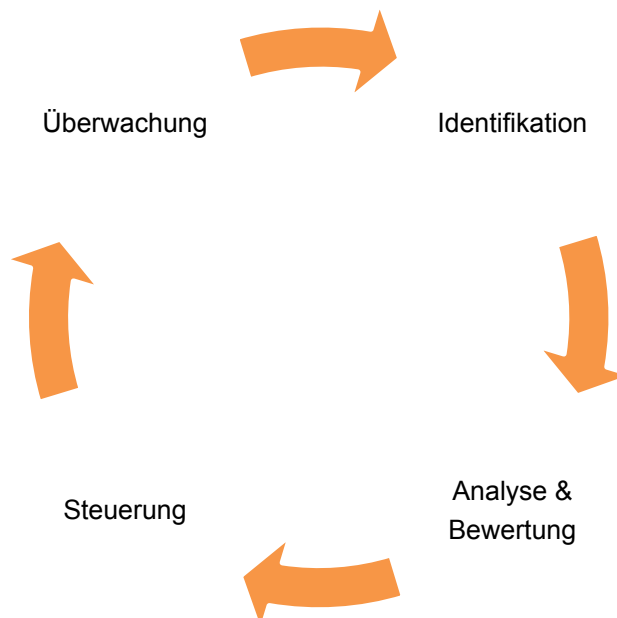 Überwachung
Identifikation
Steuerung
Analyse &
Bewertung